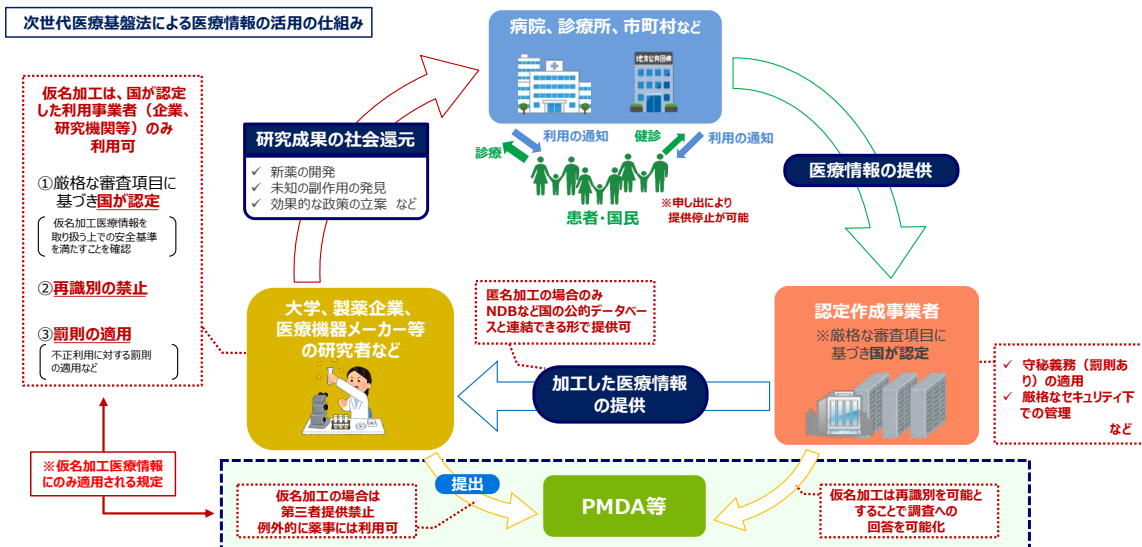 次世代医療基盤法による医療情報の活用の仕組み
病院、診療所、市町村など
地方公共団体
利用の通知
健診
利用の通知
診療
患者・国民
※申し出により
提供停止が可能
医療情報の提供
仮名加工は、国が認定
した利用事業者（企業、
研究機関等）のみ
利用可
①厳格な審査項目に
基づき国が認定
仮名加工医療情報を
取り扱う上での安全基準
を満たすことを確認
②再識別の禁止
③罰則の適用
不正利用に対する罰則
の適用など
研究成果の社会還元
✓ 新薬の開発
✓ 未知の副作用の発見
✓ 効果的な政策の立案 など
大学、製薬企業、
医療機器メーカー等
の研究者など
匿名加工の場合のみ
NDBなど国の公的データベー
スと連結できる形で提供可
加工した医療情報
の提供
認定作成事業者
※厳格な審査項目に
基づき国が認定
✓ 守秘義務（罰則あ
り）の適用
✓ 厳格なセキュリティ下
での管理
など
※仮名加工医療情報
にのみ適用される規定
仮名加工の場合は
第三者提供禁止
例外的に薬事には利用可
提出
PMDA等
仮名加工は再識別を可能と
することで調査への
回答を可能化